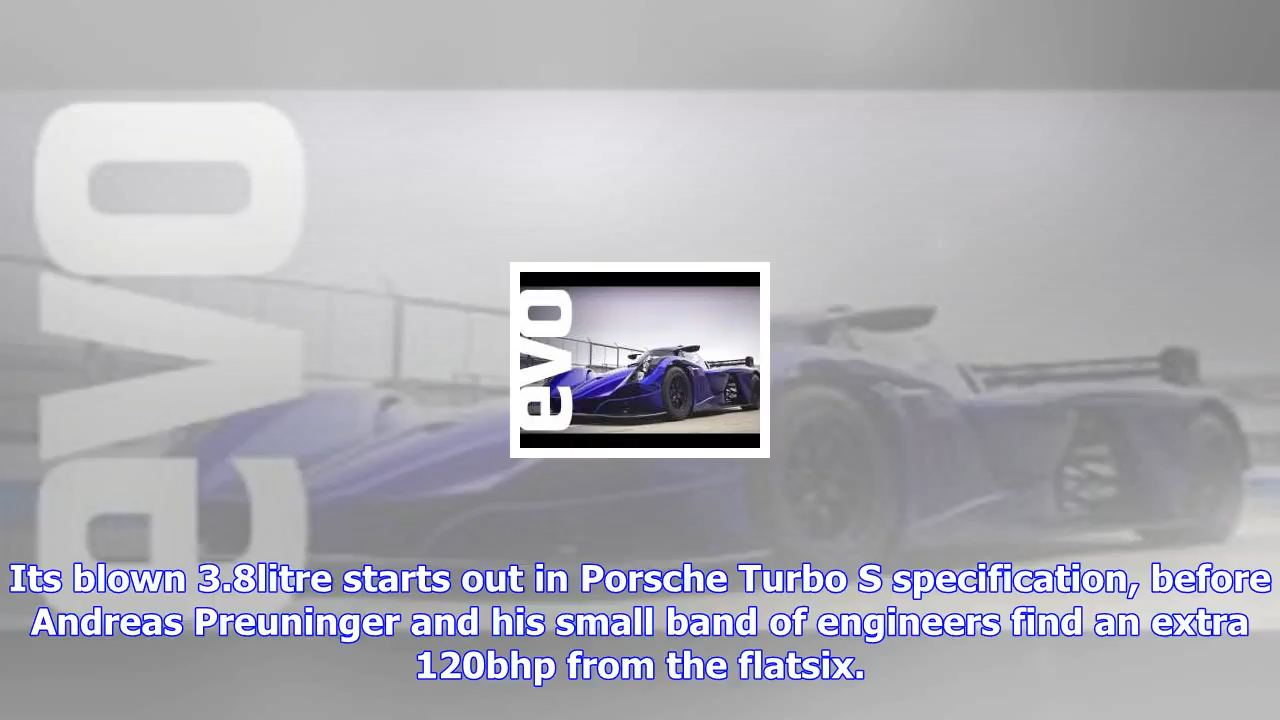 evo
evo
Its blown 3.8litre starts out in Porsche Turbo S specification, before
Andreas Preuninger and his small band of engineers find an extra
120bhp from the flatsix.